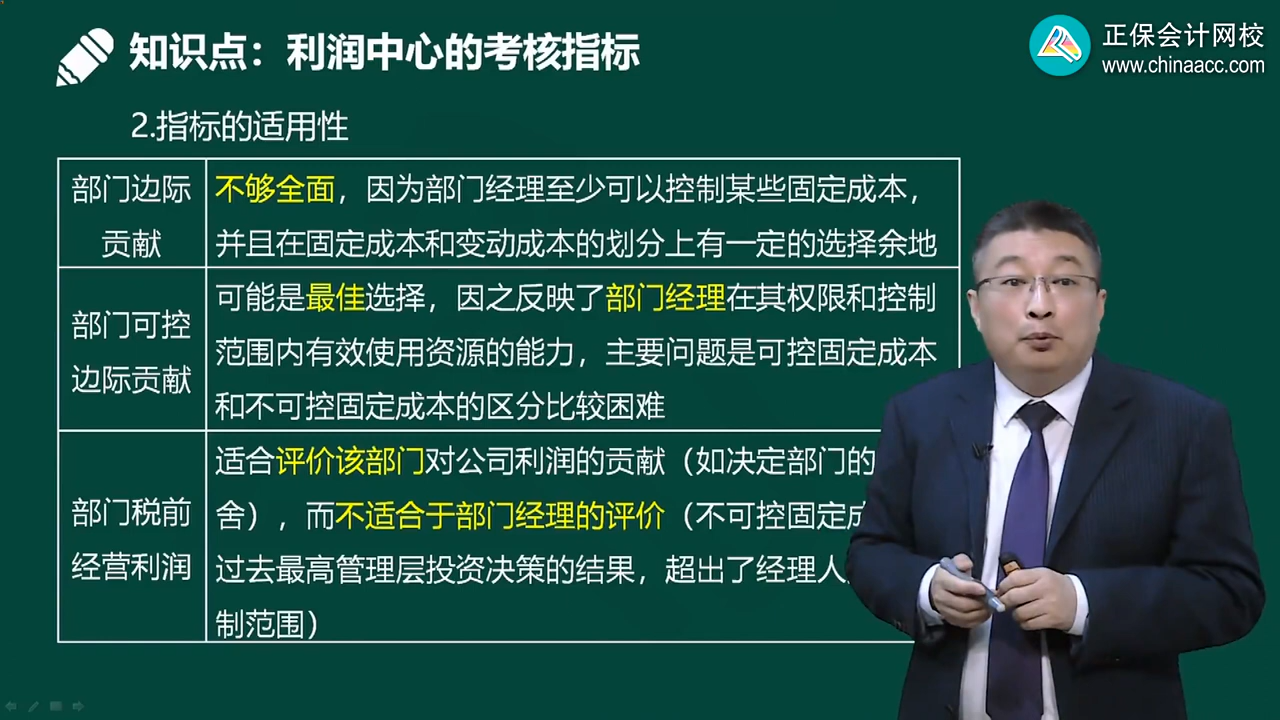 知识点：利润中心的考核指标
正保会计网校
www.chinaacc.com
2.指标的适用性
部门边际
贡献
不够全面，因为部门经理至少可以控制某些固定成本，
并且在固定成本和变动成本的划分上有一定的选择余地
部门可控
边际贡献
可能是最佳选择，因之反映了部门经理在其权限和控制
范围内有效使用资源的能力，主要问题是可控固定成本
和不可控固定成本的区分比较困难
部门税前
经营利润
适合评价该部门对公司利润的贡献（如决定部门的
舍），而不适合于部门经理的评价（不可控固定
过去最高管理层投资决策的结果，超出了经理人
制范围）